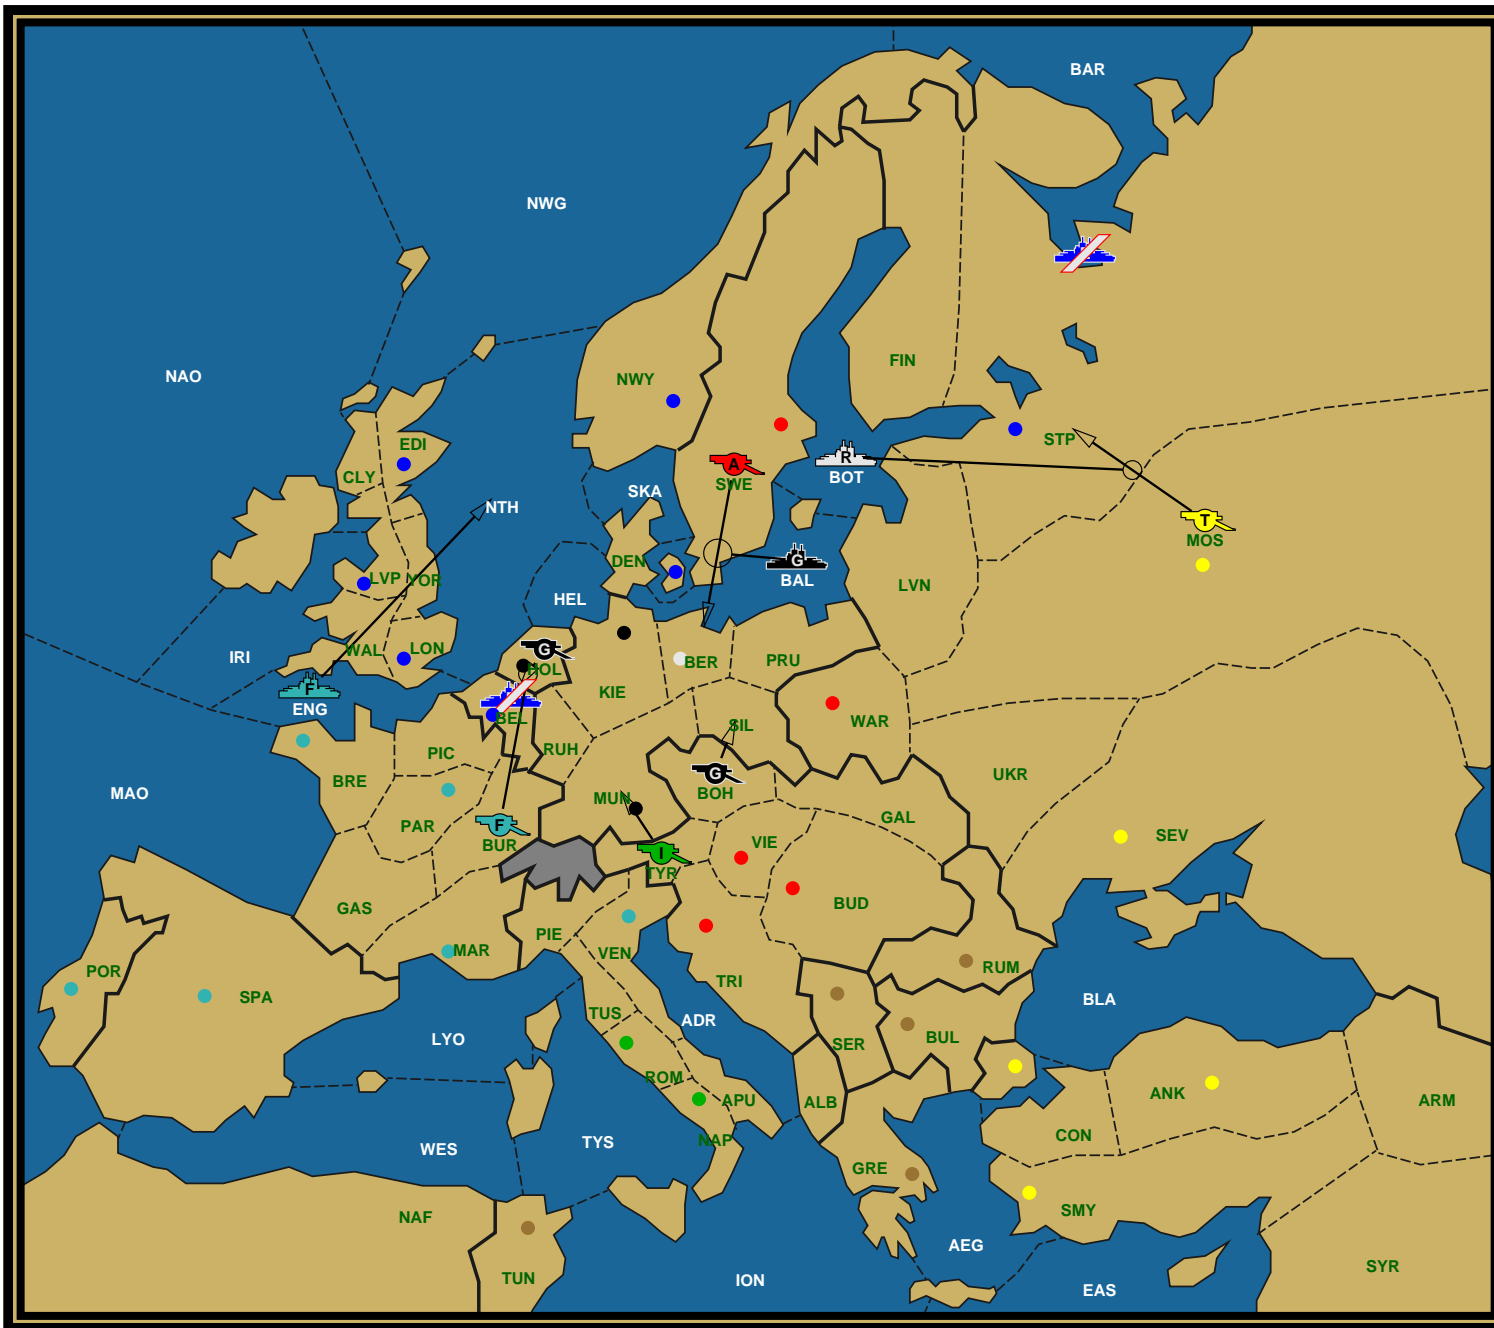 BAR
NWG
NAO
FIN
NWY
EDI
STP
CLY
R
A
SWE
BOT
SKA
NTH
T
MOS
DEN
G
BAL
LVP
YOR
LVN
HEL
IRI
WAL
LON
G
HOL
BER
PRU
KIE
F
ENG
BEL
WAR
SIL
PIC
RUH
G
BOH
UKR
BRE
MAO
MUN
GAL
PAR
F
BUR
VIE
SEV
I
TYR
BUD
GAS
PIE
MAR
VEN
RUM
POR
SPA
TRI
BLA
TUS
ADR
LYO
SER
BUL
ROM
APU
ALB
ANK
ARM
CON
NAP
TYS
WES
GRE
SMY
NAF
AEG
SYR
TUN
ION
EAS